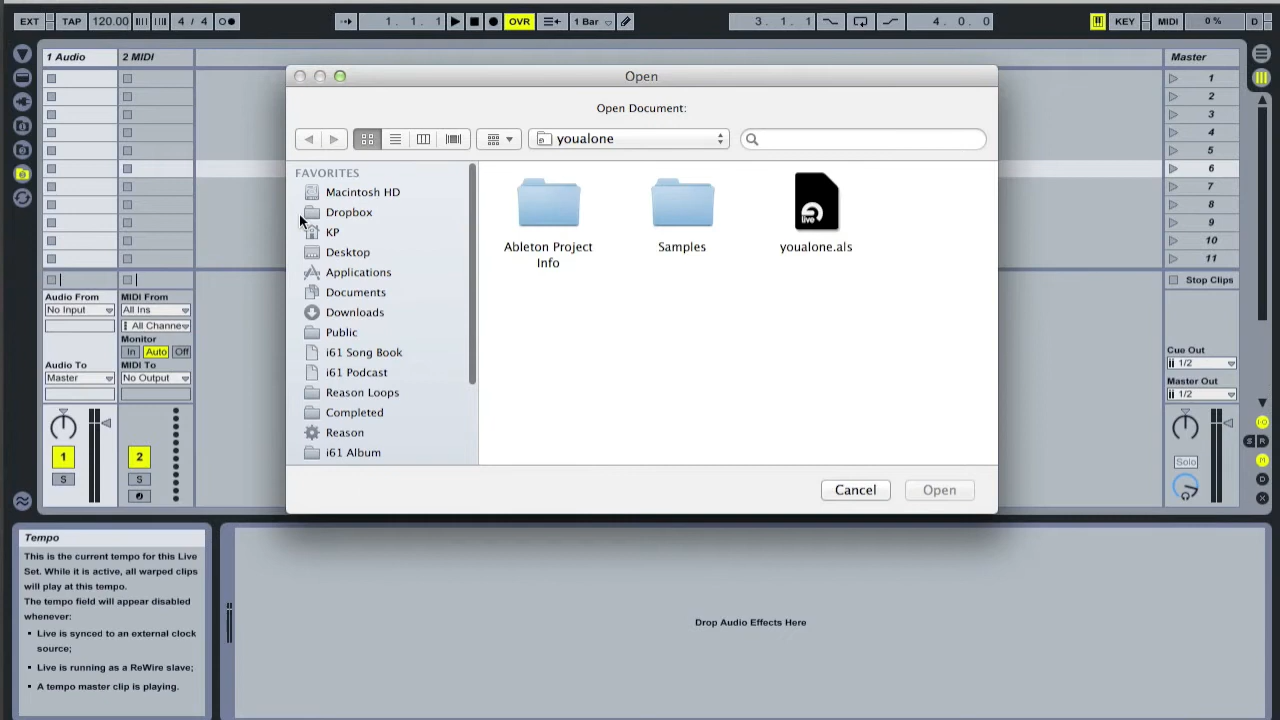 EXT TAP 120.00 4 / 4 1. 1. 1 OVR 1 Bar 3. 1. 1 4. 0. 0 KEY MIDI 0 % D
1 Audio 2 MIDI Master
Open
Open Document:
youalone
FAVORITES
Macintosh HD
Dropbox
KP
Desktop
Applications
Documents
Downloads
Public
i61 Song Book
i61 Podcast
Reason Loops
Completed
Reason
i61 Album
Ableton Project
Info
Samples
live
youalone.als
Cancel Open
1
2
3
4
5
6
7
8
9
10
11
Stop Clips
Audio From
No Input
Audio To
Master
1
S
MIDI From
All Ins
All Channe
Monitor
In Auto Off
MIDI To
No Output
2
S
Cue Out
1/2
Master Out
1/2
Solo
I·O
S R
M
D
X
Tempo
This is the current tempo for this Live
Set. While it is active, all warped clips
will play at this tempo.
The tempo field will appear disabled
whenever:
Live is synced to an external clock
source;
Live is running as a ReWire slave;
A tempo master clip is playing.
Drop Audio Effects Here